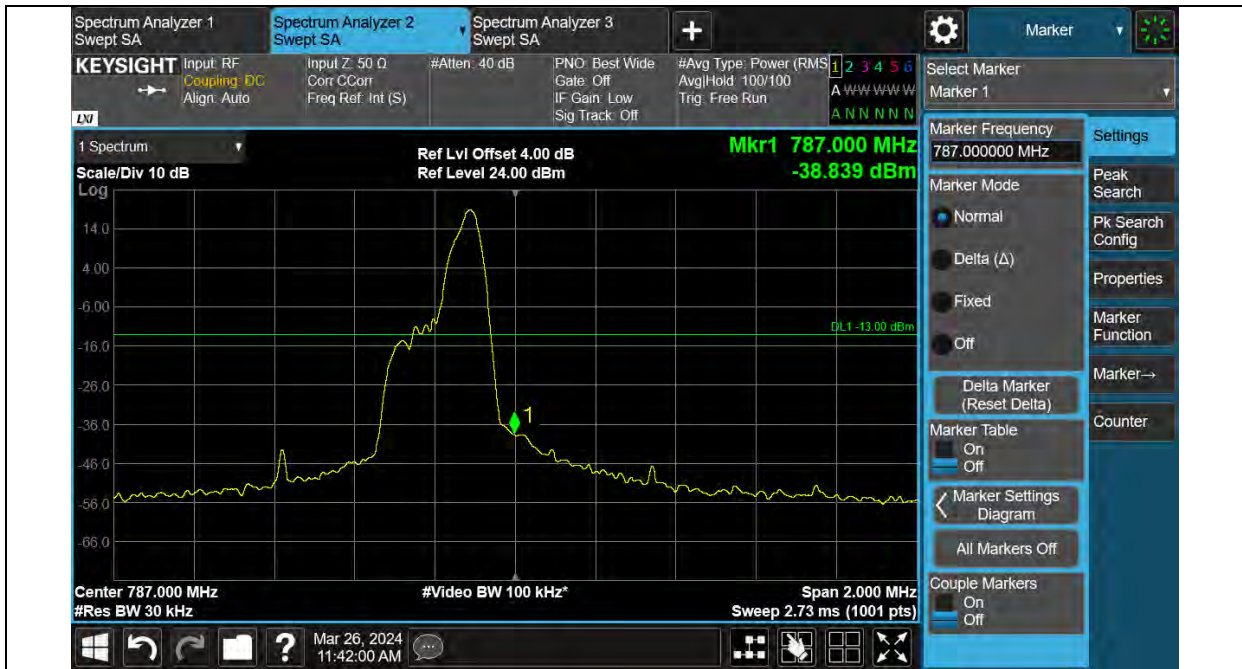 Spectrum Analyzer 1
Swept SA
Spectrum Analyzer 2
Swept SA
Spectrum Analyzer 3
Swept SA
+
Marker
KEYSIGHT
LXI
Input: RF
Coupling: DC
Align: Auto
Input Z: 50 Ω
Corr CCorr
Freq Ref: Int (S)
#Atten: 40 dB
PNO: Best Wide
Gate: Off
IF Gain: Low
Sig Track: Off
#Avg Type: Power (RMS
Avg|Hold: 100/100
Trig: Free Run
1 2 3 4 5 6
A W W W W W
A N N N N N
Select Marker
Marker 1
1 Spectrum
Scale/Div 10 dB
Log
Ref Lvl Offset 4.00 dB
Ref Level 24.00 dBm
Mkr1 787.000 MHz
-38.839 dBm
14.0
4.00
-6.00
-16.0
-26.0
-36.0
-46.0
-56.0
-66.0
DL1 -13.00 dBm
1
Center 787.000 MHz
#Res BW 30 kHz
#Video BW 100 kHz*
Span 2.000 MHz
Sweep 2.73 ms (1001 pts)
Marker Frequency
787.000000 MHz
Marker Mode
Normal
Delta (Δ)
Fixed
Off
Delta Marker
(Reset Delta)
Marker Table
On
Off
Marker Settings
Diagram
All Markers Off
Couple Markers
On
Off
Settings
Peak
Search
Pk Search
Config
Properties
Marker
Function
Marker→
Counter
?
Mar 26, 2024
11:42:00 AM